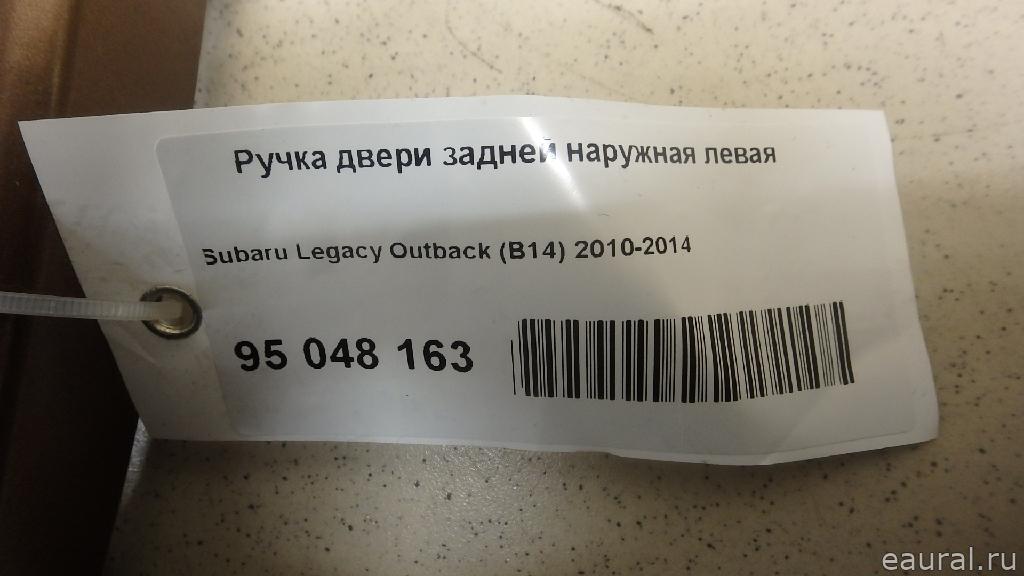 Ручка двери задней наружная левая
Subaru Legacy Outback (B14) 2010-2014
95 048 163
eaural.ru